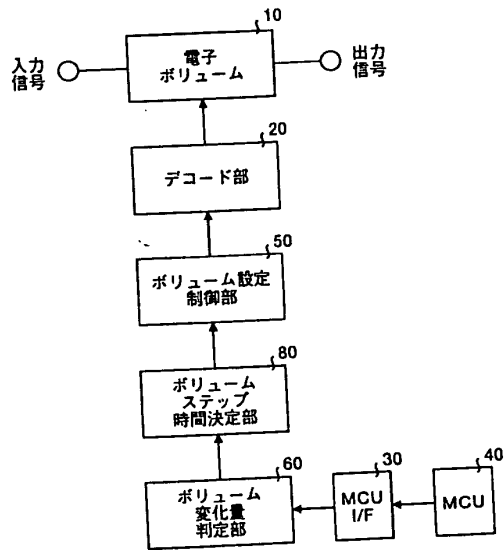 10
電子
ボリューム
入力
信号
出力
信号
20
デコード部
50
ボリューム設定
制御部
80
ボリューム
ステップ
時間決定部
60
ボリューム
変化量
判定部
30
MCU
I/F
40
MCU